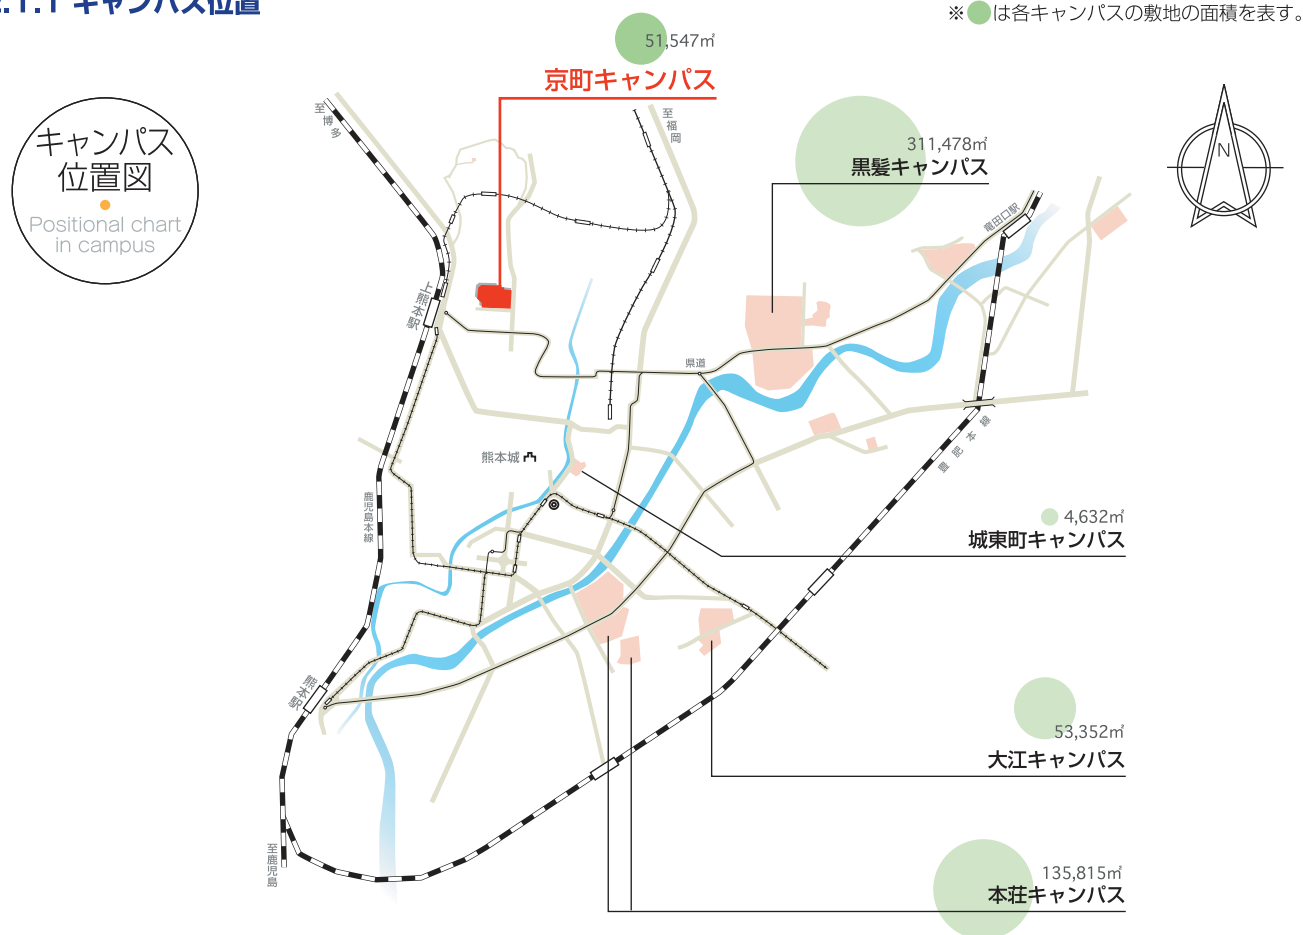 2.1.1 キャンパス位置
※●は各キャンパスの敷地の面積を表す。
51,547㎡
京町キャンパス
キャンパス
位置図
Positional chart
in campus
至博多
至福岡
311,478㎡
黒髪キャンパス
N
竜田口駅
上熊本駅
県道
熊本城
豊肥本線
鹿児島本線
4,632㎡
城東町キャンパス
熊本駅
53,352㎡
大江キャンパス
至鹿児島
135,815㎡
本荘キャンパス